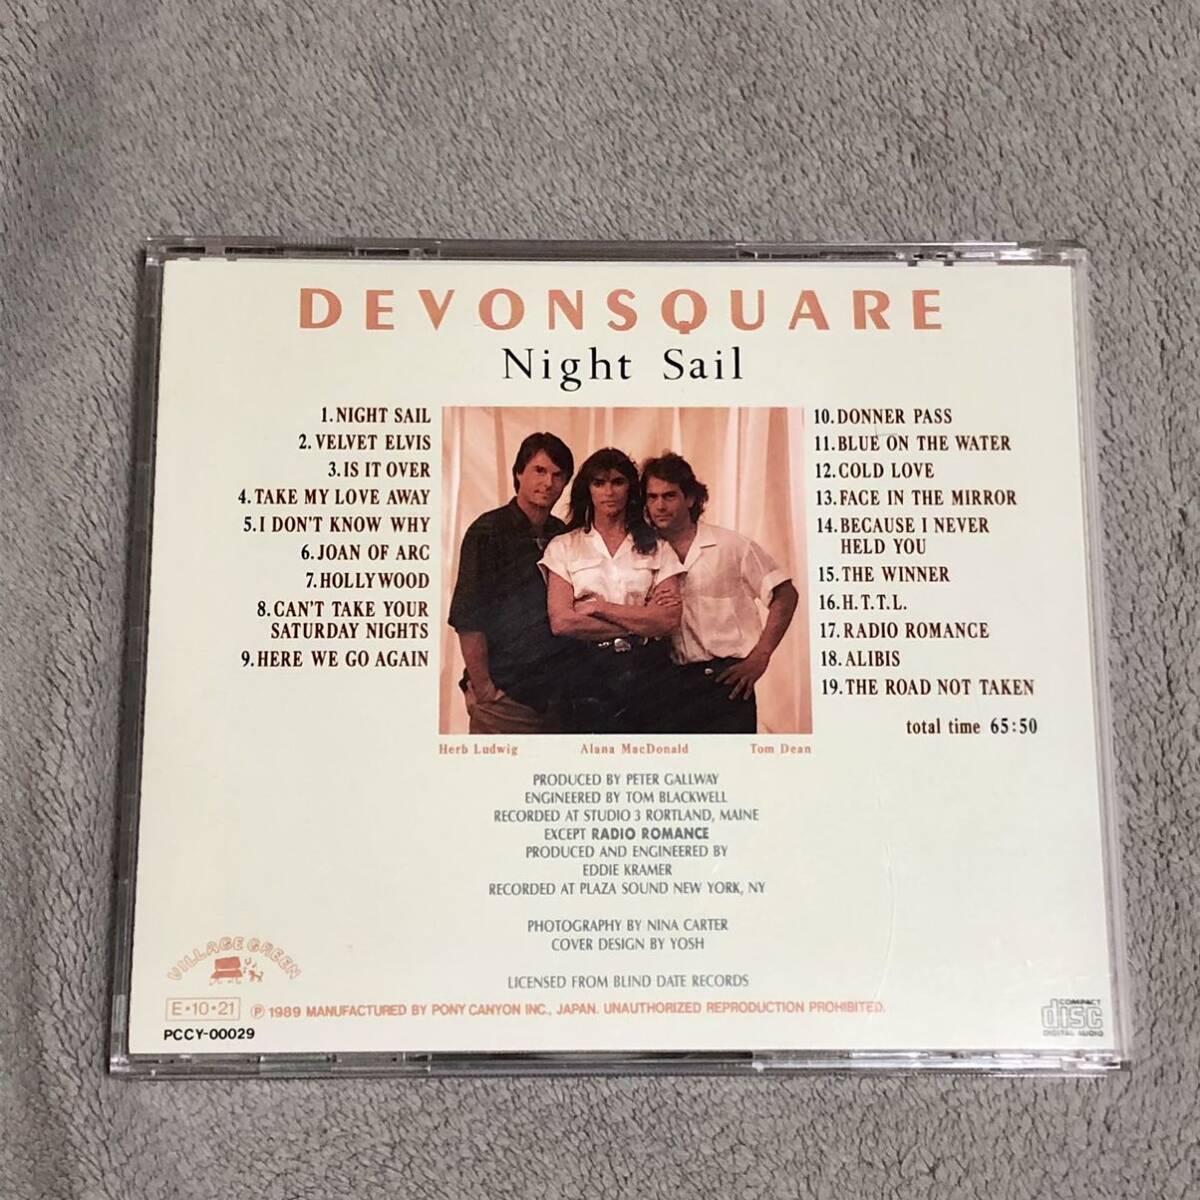 DEVONSQUARE
Night Sail
1.NIGHT SAIL
2.VELVET ELVIS
3.IS IT OVER
4.TAKE MY LOVE AWAY
5.I DON'T KNOW WHY
6.JOAN OF ARC
7.HOLLYWOOD
8.CAN'T TAKE YOUR
SATURDAY NIGHTS
9.HERE WE GO AGAIN
10.DONNER PASS
11.BLUE ON THE WATER
12.COLD LOVE
13.FACE IN THE MIRROR
14.BECAUSE I NEVER
HELD YOU
15.THE WINNER
16.H.T.T.L.
17.RADIO ROMANCE
18.ALIBIS
19.THE ROAD NOT TAKEN
total time 65:50
Herb Ludwig Alana MacDonald Tom Dean
PRODUCED BY PETER GALLWAY
ENGINEERED BY TOM BLACKWELL
RECORDED AT STUDIO 3 RORTLAND, MAINE
EXCEPT RADIO ROMANCE
PRODUCED AND ENGINEERED BY
EDDIE KRAMER
RECORDED AT PLAZA SOUND NEW YORK, NY
PHOTOGRAPHY BY NINA CARTER
COVER DESIGN BY YOSH
LICENSED FROM BLIND DATE RECORDS
VILLAGE GREEN
E•10•21 Ⓟ 1989 MANUFACTURED BY PONY CANYON INC., JAPAN. UNAUTHORIZED REPRODUCTION PROHIBITED.
PCCY-00029
COMPACT
disc
DIGITAL AUDIO